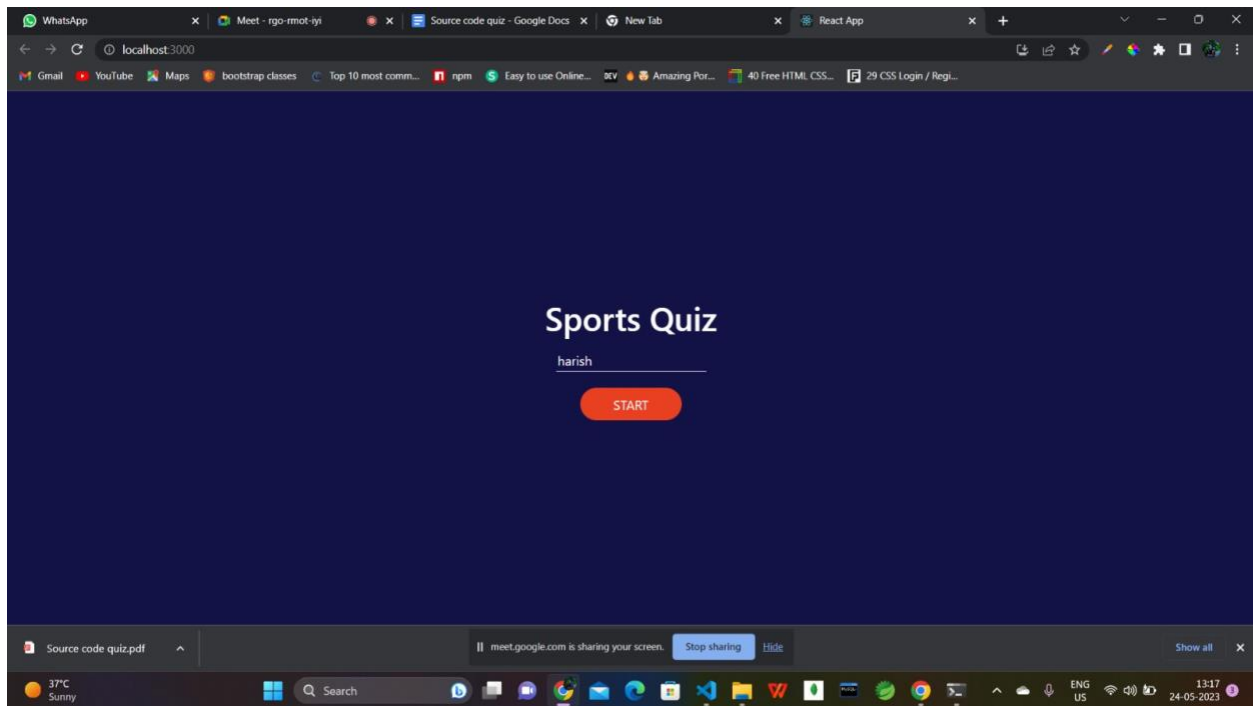 WhatsApp
Meet - rgo-rmot-iyi
Source code quiz - Google Docs
New Tab
React App
localhost:3000
Gmail
YouTube
Maps
bootstrap classes
Top 10 most comm...
npm
Easy to use Online...
DEV
Amazing Por...
40 Free HTML CSS...
29 CSS Login / Regi...
Sports Quiz
harish
START
Source code quiz.pdf
meet.google.com is sharing your screen.
Stop sharing
Hide
Show all
37°C
Sunny
Search
ENG
US
13:17
24-05-2023
3